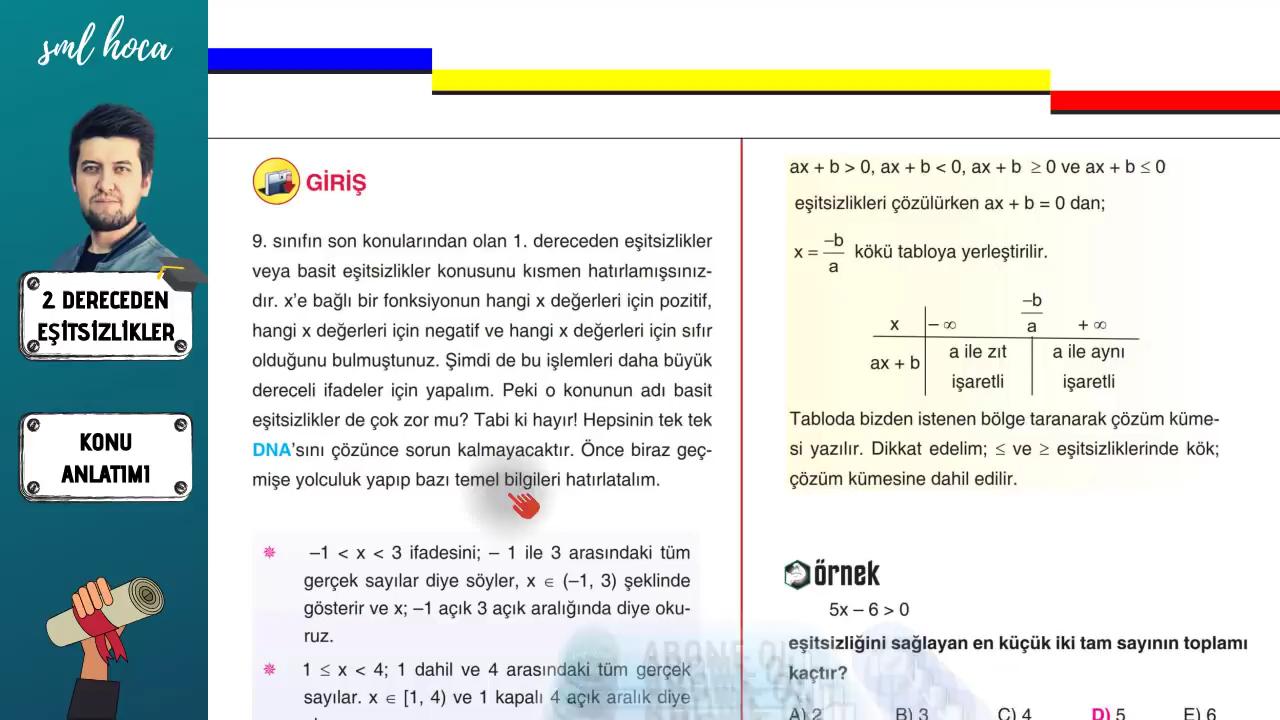 sml hoca
2. DERECEDEN
EŞİTSİZLİKLER
KONU
ANLATIMI
GİRİŞ
9. sınıfın son konularından olan 1. dereceden eşitsizlikler
veya basit eşitsizlikler konusunu kısmen hatırlamışsınız-
dır. x'e bağlı bir fonksiyonun hangi x değerleri için pozitif,
hangi x değerleri için negatif ve hangi x değerleri için sıfır
olduğunu bulmuştunuz. Şimdi de bu işlemleri daha büyük
dereceli ifadeler için yapalım. Peki o konunun adı basit
eşitsizlikler de çok zor mu? Tabi ki hayır! Hepsinin tek tek
DNA'sını çözünce sorun kalmayacaktır. Önce biraz geç-
mişe yolculuk yapıp bazı temel bilgileri hatırlatalım.
–1 < x < 3 ifadesini; – 1 ile 3 arasındaki tüm
gerçek sayılar diye söyler, x ∈ (–1, 3) şeklinde
gösterir ve x; –1 açık 3 açık aralığında diye oku-
ruz.
1 ≤ x < 4; 1 dahil ve 4 arasındaki tüm gerçek
sayılar. x ∈ [1, 4) ve 1 kapalı 4 açık aralık diye
ax + b > 0, ax + b < 0, ax + b ≥ 0 ve ax + b ≤ 0
eşitsizlikleri çözülürken ax + b = 0 dan;
x = –b/a kökü tabloya yerleştirilir.
x – ∞ –b/a + ∞
ax + b a ile zıt işaretli a ile aynı işaretli
Tabloda bizden istenen bölge taranarak çözüm küme-
si yazılır. Dikkat edelim; ≤ ve ≥ eşitsizliklerinde kök;
çözüm kümesine dahil edilir.
örnek
5x – 6 > 0
eşitsizliğini sağlayan en küçük iki tam sayının toplamı
kaçtır?
A) 2 B) 3 C) 4 D) 5 E) 6
ABONE OL